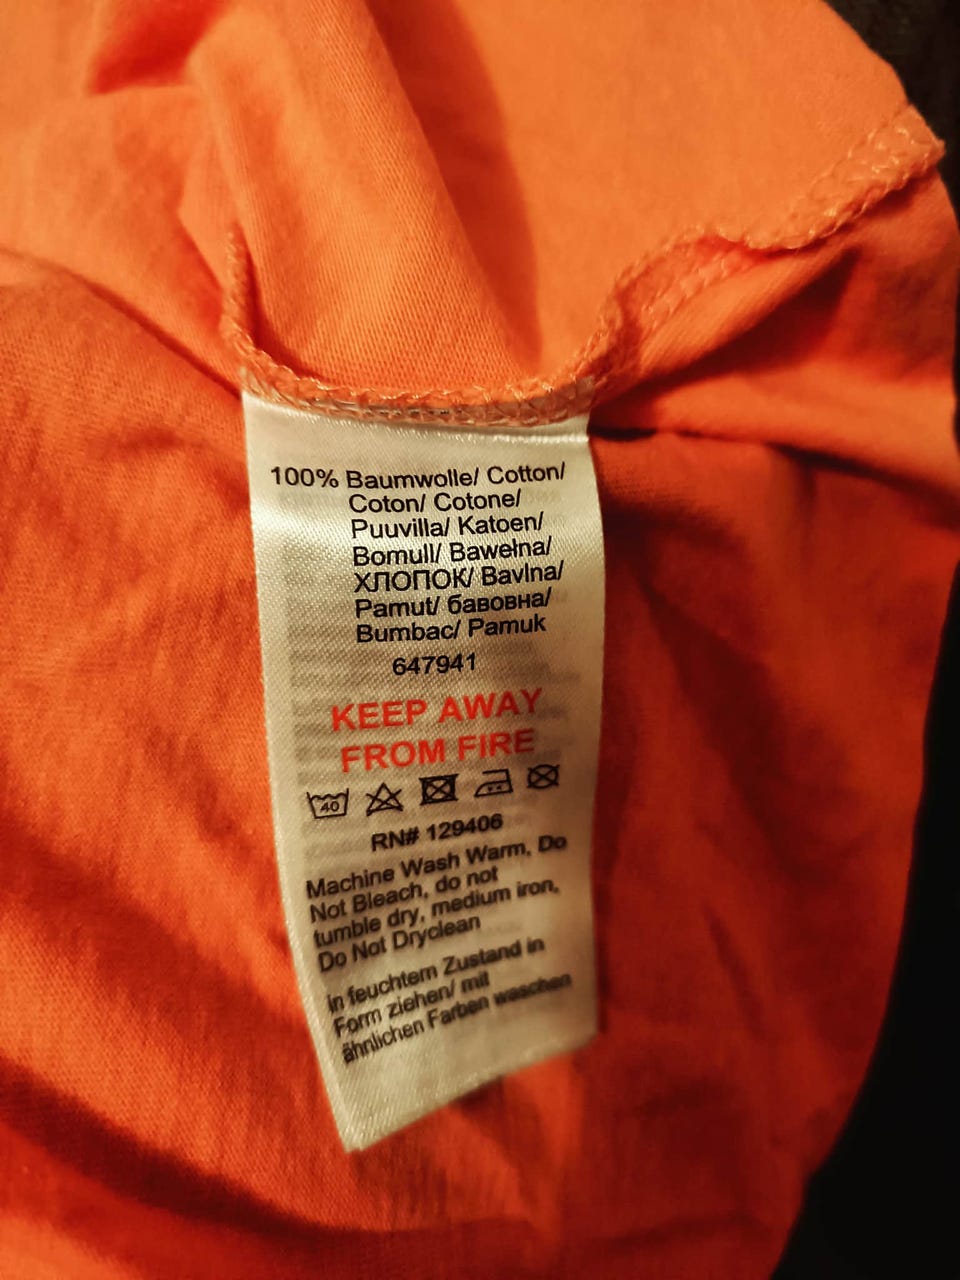 100% Baumwolle/ Cotton/
Coton/ Cotone/
Puuvilla/ Katoen/
Bomull/ Bawełna/
ХЛОПОК/ Bavlna/
Pamut/ бавовна/
Bumbac/ Pamuk
647941
KEEP AWAY
FROM FIRE
40
RN# 129406
Machine Wash Warm, Do
Not Bleach, do not
tumble dry, medium iron,
Do Not Dryclean
in feuchtem Zustand in
Form ziehen/ mit
ähnlichen Farben waschen